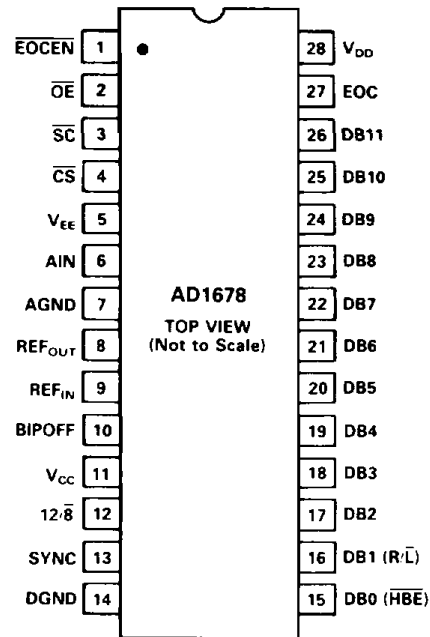 EOCEN 1
OE 2
SC 3
CS 4
VEE 5
AIN 6
AGND 7
REFOUT 8
REFIN 9
BIPOFF 10
VCC 11
12/8 12
SYNC 13
DGND 14
AD1678
TOP VIEW
(Not to Scale)
28 VDD
27 EOC
26 DB11
25 DB10
24 DB9
23 DB8
22 DB7
21 DB6
20 DB5
19 DB4
18 DB3
17 DB2
16 DB1 (R/L)
15 DB0 (HBE)